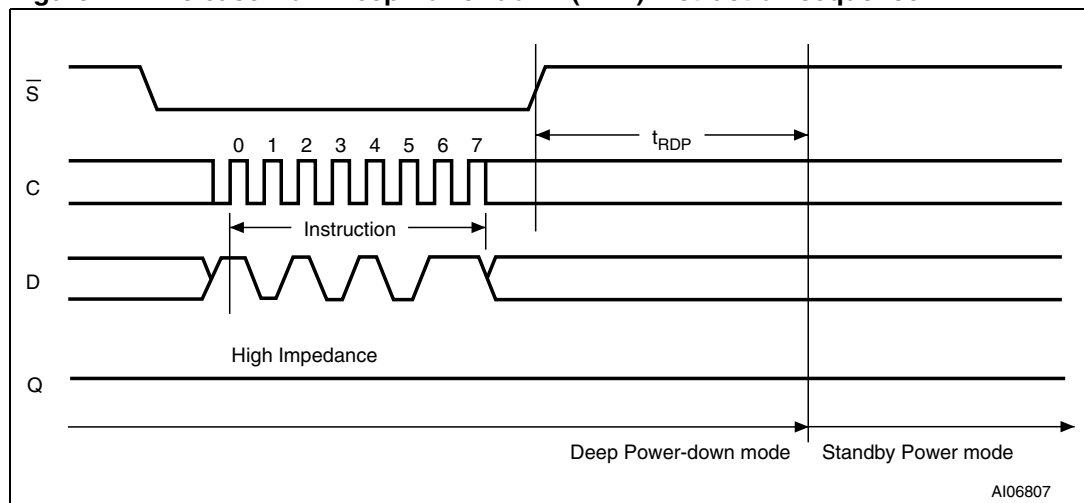 S
t_RDP
0 1 2 3 4 5 6 7
C
Instruction
D
High Impedance
Q
Deep Power-down mode Standby Power mode
AI06807